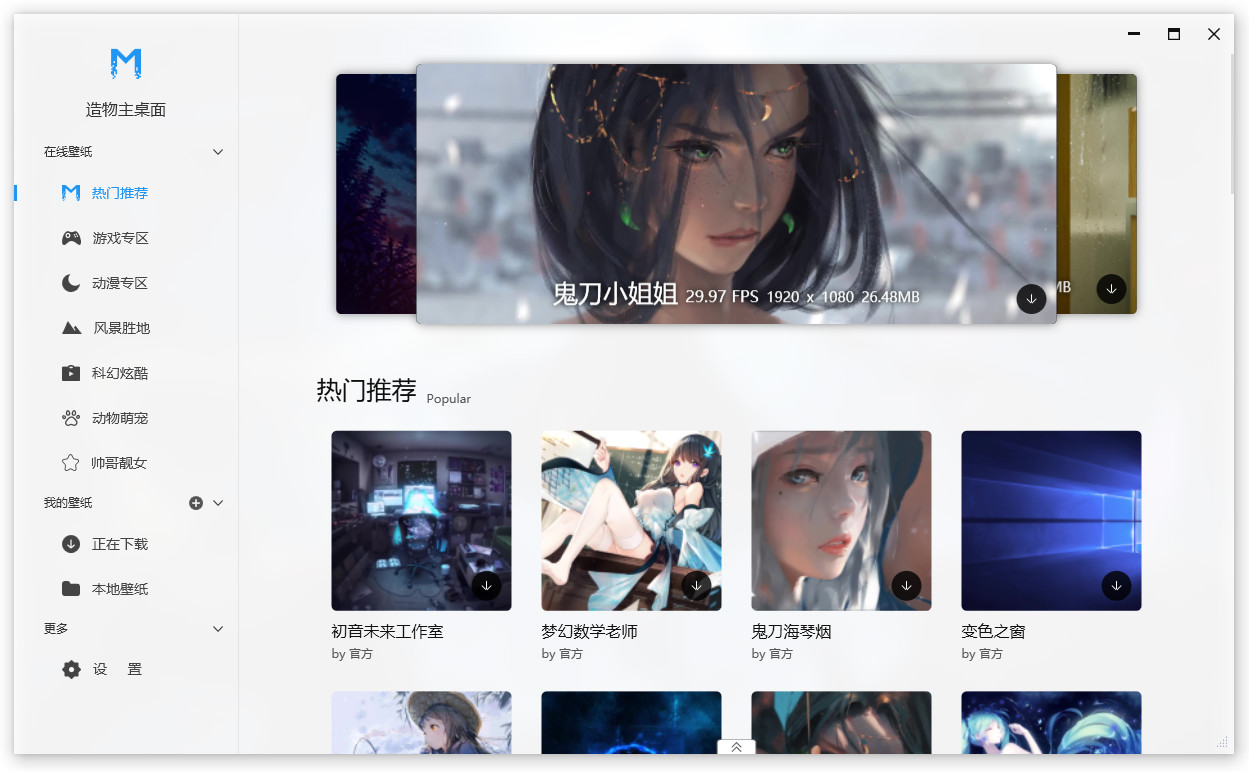 造物主桌面
在线壁纸
热门推荐
游戏专区
动漫专区
风景胜地
科幻炫酷
动物萌宠
帅哥靓女
我的壁纸
正在下载
本地壁纸
更多
设 置
鬼刀小姐姐 29.97 FPS 1920 x 1080 26.48MB
MB
热门推荐 Popular
初音未来工作室
by 官方
梦幻数学老师
by 官方
鬼刀海琴烟
by 官方
变色之窗
by 官方